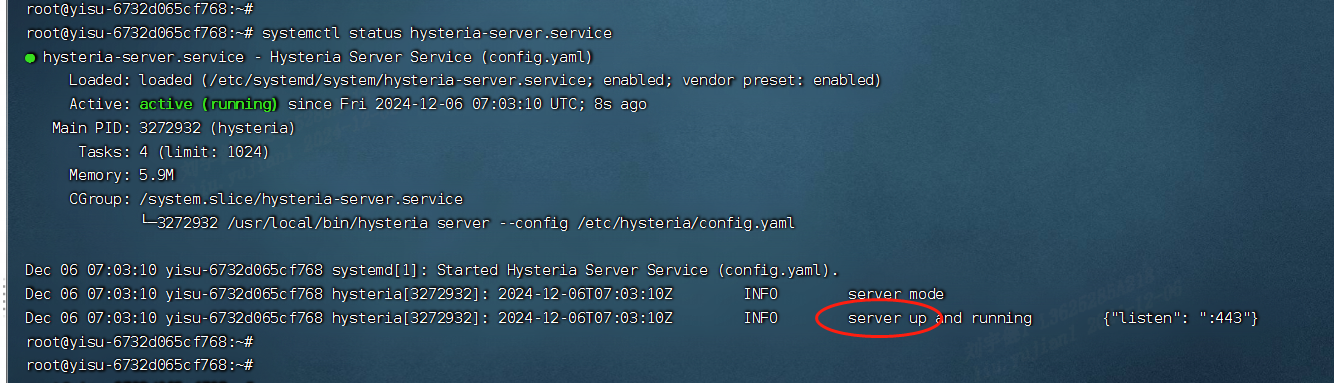 root@yisu-6732d065cf768:~#
root@yisu-6732d065cf768:~# systemctl status hysteria-server.service
● hysteria-server.service - Hysteria Server Service (config.yaml)
Loaded: loaded (/etc/systemd/system/hysteria-server.service; enabled; vendor preset: enabled)
Active: active (running) since Fri 2024-12-06 07:03:10 UTC; 8s ago
Main PID: 3272932 (hysteria)
Tasks: 4 (limit: 1024)
Memory: 5.9M
CGroup: /system.slice/hysteria-server.service
└─3272932 /usr/local/bin/hysteria server --config /etc/hysteria/config.yaml
Dec 06 07:03:10 yisu-6732d065cf768 systemd[1]: Started Hysteria Server Service (config.yaml).
Dec 06 07:03:10 yisu-6732d065cf768 hysteria[3272932]: 2024-12-06T07:03:10Z INFO server mode
Dec 06 07:03:10 yisu-6732d065cf768 hysteria[3272932]: 2024-12-06T07:03:10Z INFO server up and running {"listen": ":443"}
root@yisu-6732d065cf768:~#
root@yisu-6732d065cf768:~#